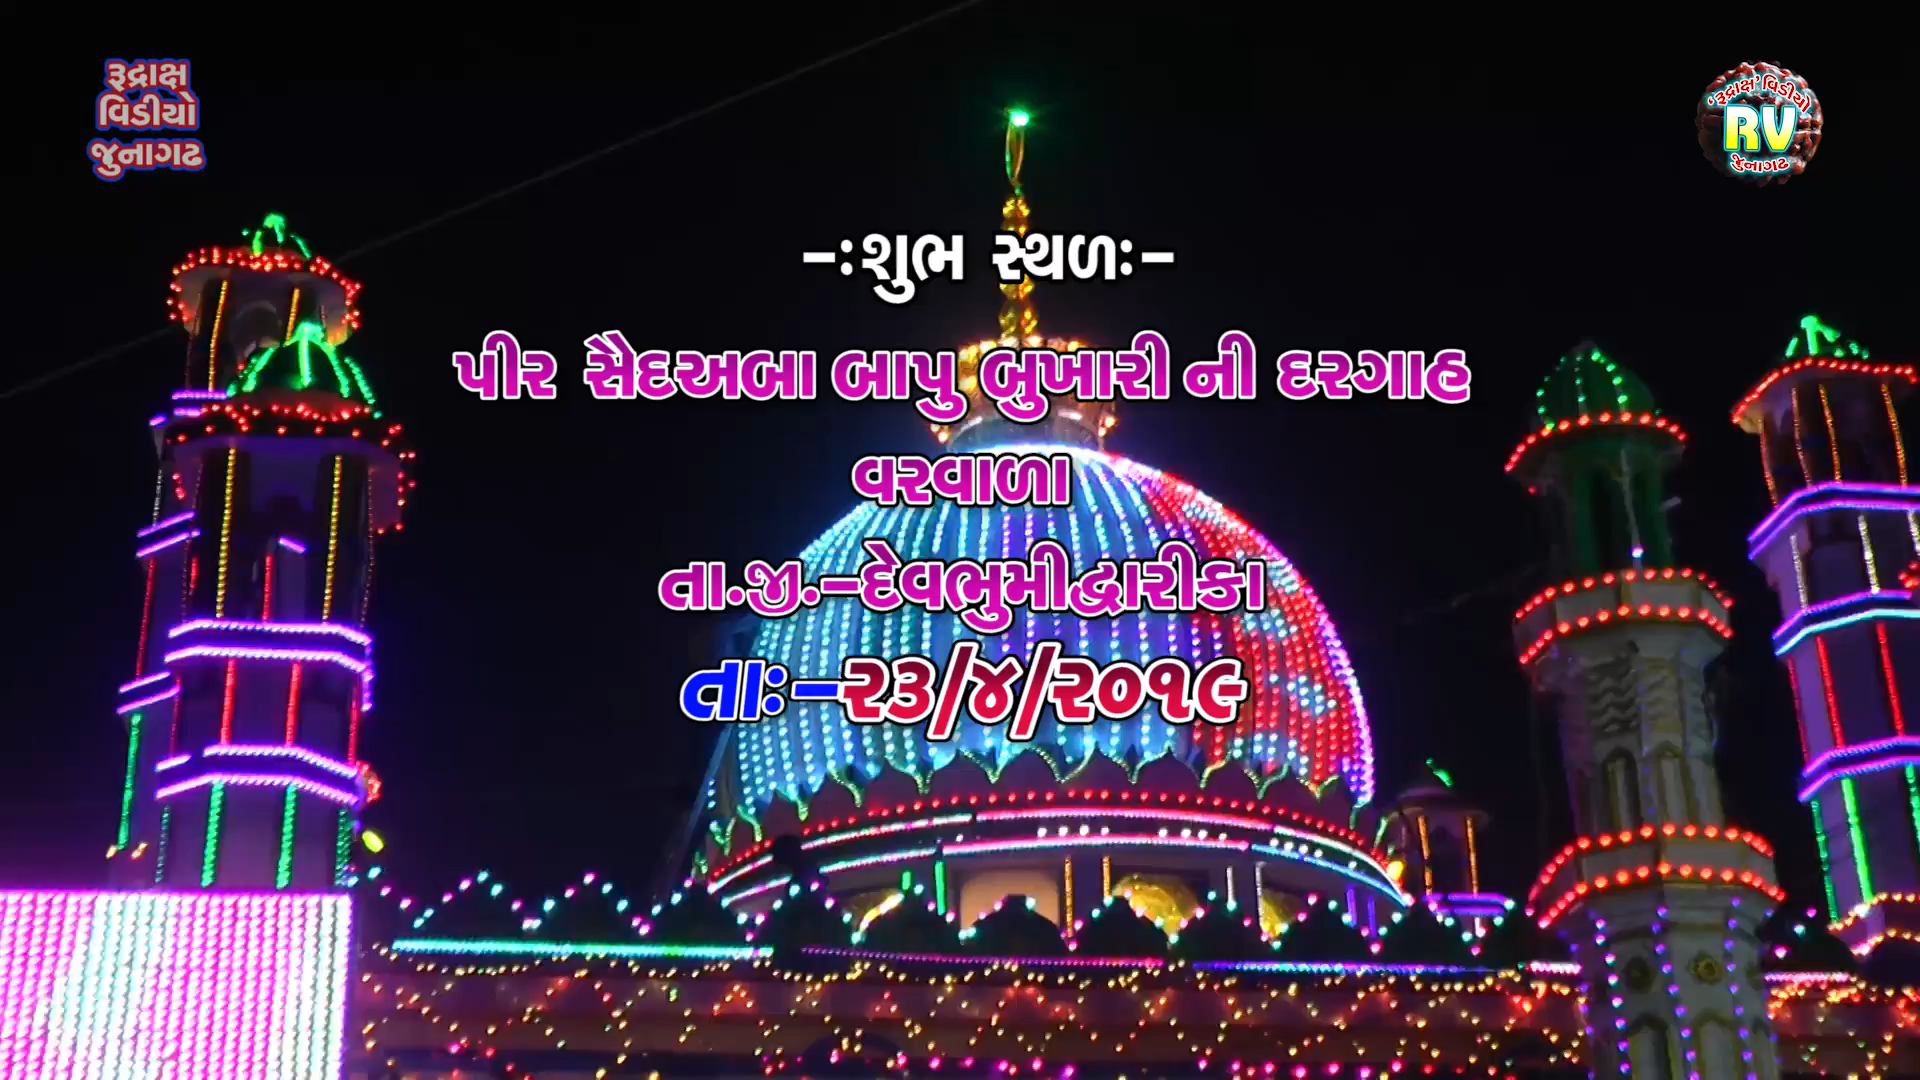 રૂદ્રાક્ષ
વિડીયો
જુનાગઢ
'રૂદ્રાક્ષ' વિડીયો
RV
જુનાગઢ
-:શુભ સ્થળ:-
પીર સૈદઅબા બાપુ બુખારી ની દરગાહ
વરવાળા
તા.જી.-દેવભુમીદ્વારીકા
તાઃ-૨૩/૪/૨૦૧૯